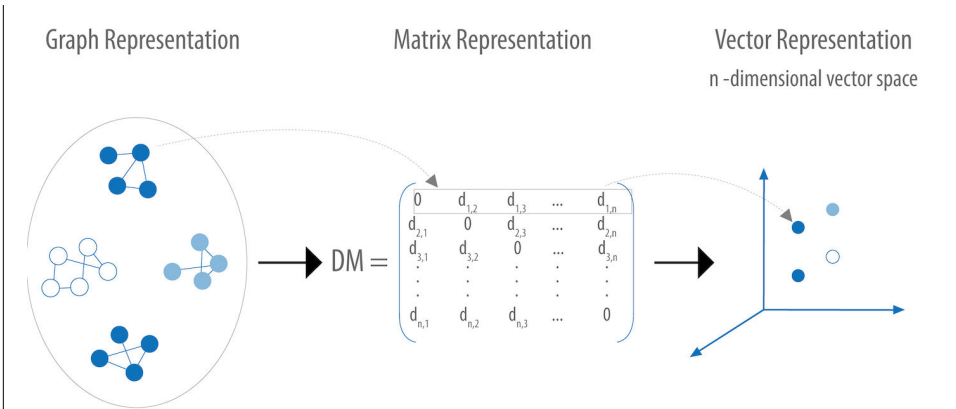 Graph Representation
Matrix Representation
Vector Representation
n -dimensional vector space
DM =
0 d1,2 d1,3 ... d1,n
d2,1 0 d2,3 ... d2,n
d3,1 d3,2 0 ... d3,n
. . . . .
. . . . .
. . . . .
dn,1 dn,2 dn,3 ... 0